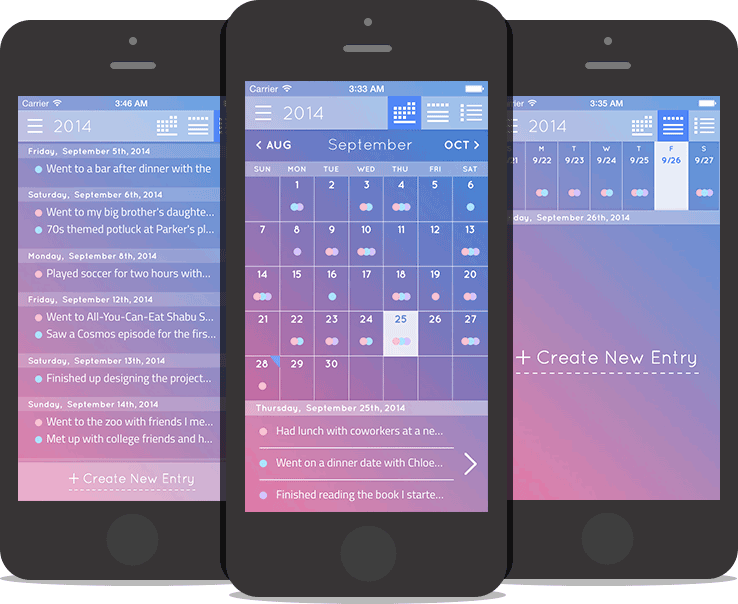 Carrier 3:46 AM
2014
Friday, September 5th, 2014
Went to a bar after dinner with the
Saturday, September 6th, 2014
Went to my big brother's daughte...
70s themed potluck at Parker's pl...
Monday, September 8th, 2014
Played soccer for two hours with...
Friday, September 12th, 2014
Went to All-You-Can-Eat Shabu S...
Saw a Cosmos episode for the firs...
Saturday, September 13th, 2014
Finished up designing the project...
Sunday, September 14th, 2014
Went to the zoo with friends I me...
Met up with college friends and h...
+ Create New Entry
Carrier 3:33 AM
2014
< AUG September OCT >
SUN MON TUE WED THU FRI SAT
1 2 3 4 5 6
7 8 9 10 11 12 13
14 15 16 17 18 19 20
21 22 23 24 25 26 27
28 29 30
Thursday, September 25th, 2014
Had lunch with coworkers at a ne...
Went on a dinner date with Chloe...
Finished reading the book I starte...
rrier 3:35 AM
2014
M T W T F S
/21 9/22 9/23 9/24 9/25 9/26 9/27
day, September 26th, 2014
+ Create New Entry